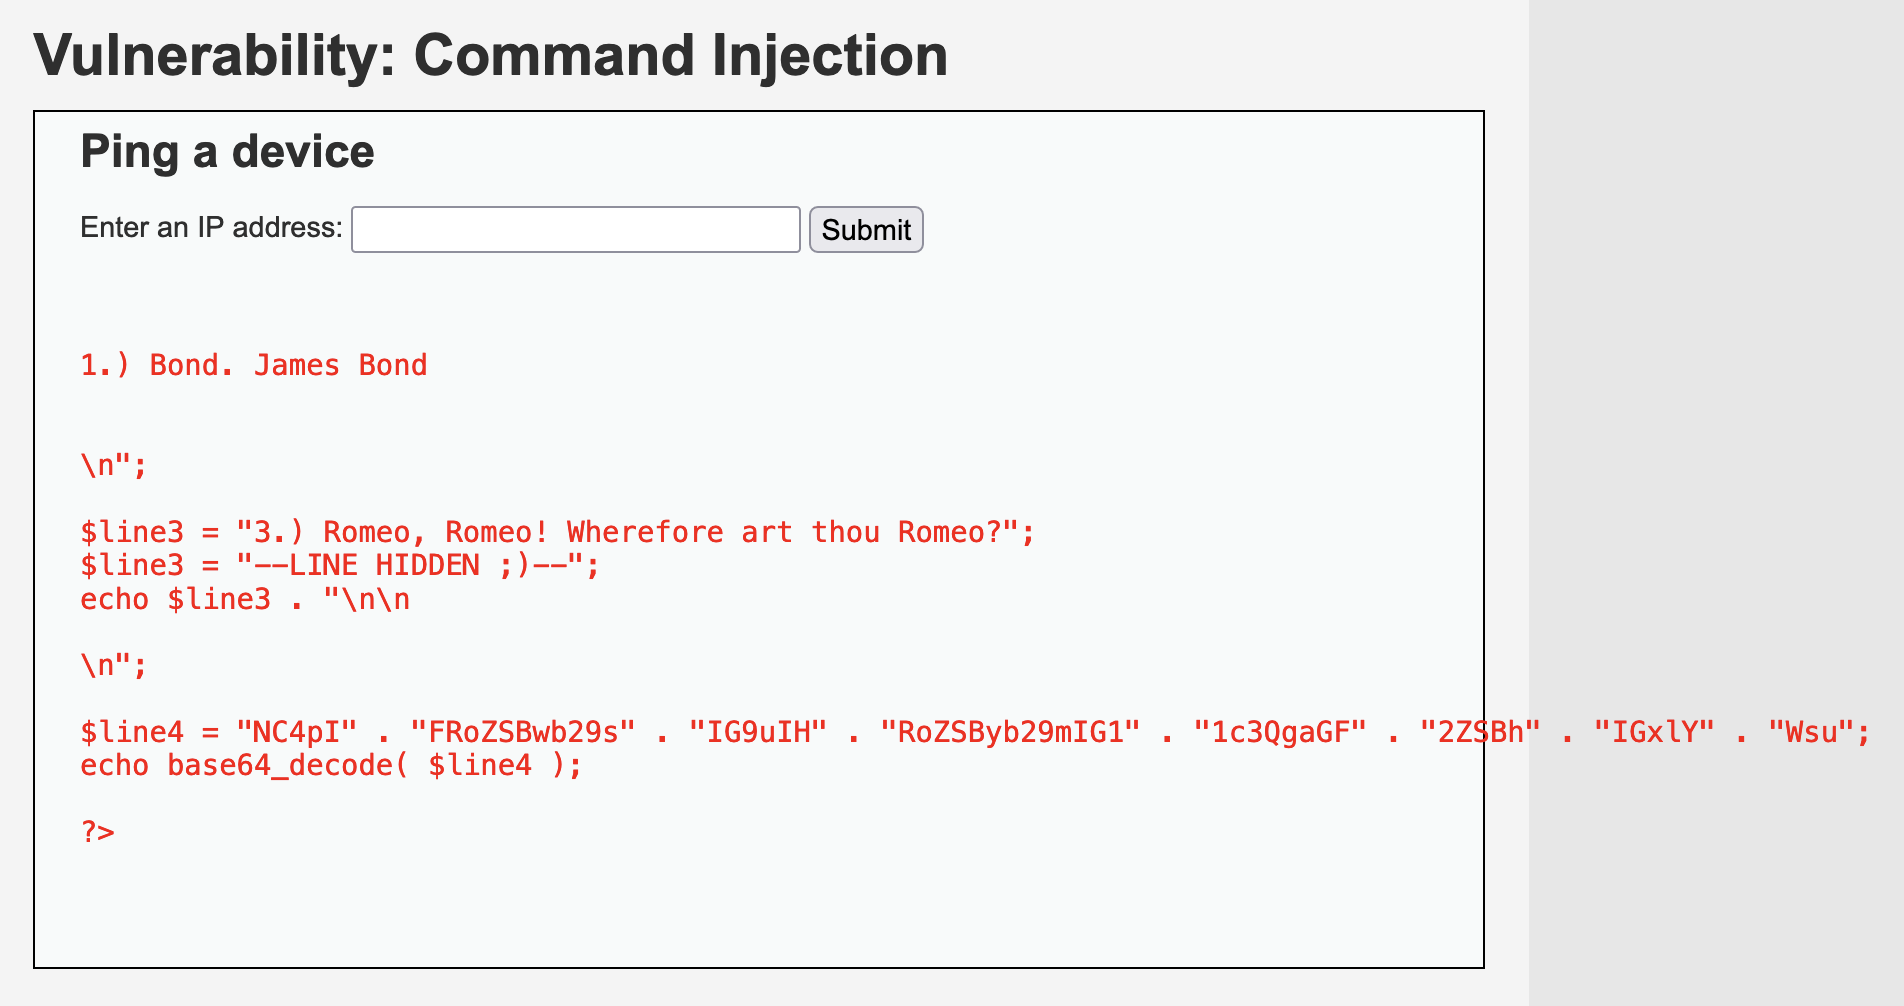 Vulnerability: Command Injection
Ping a device
Enter an IP address: Submit
1.) Bond. James Bond
\n";
$line3 = "3.) Romeo, Romeo! Wherefore art thou Romeo?";
$line3 = "--LINE HIDDEN ;)--";
echo $line3 . "\n\n
\n";
$line4 = "NC4pI" . "FRoZSBwb29s" . "IG9uIH" . "RoZSByb29mIG1" . "1c3QgaGF" . "2ZSBh" . "IGxlY" . "Wsu";
echo base64_decode( $line4 );
?>